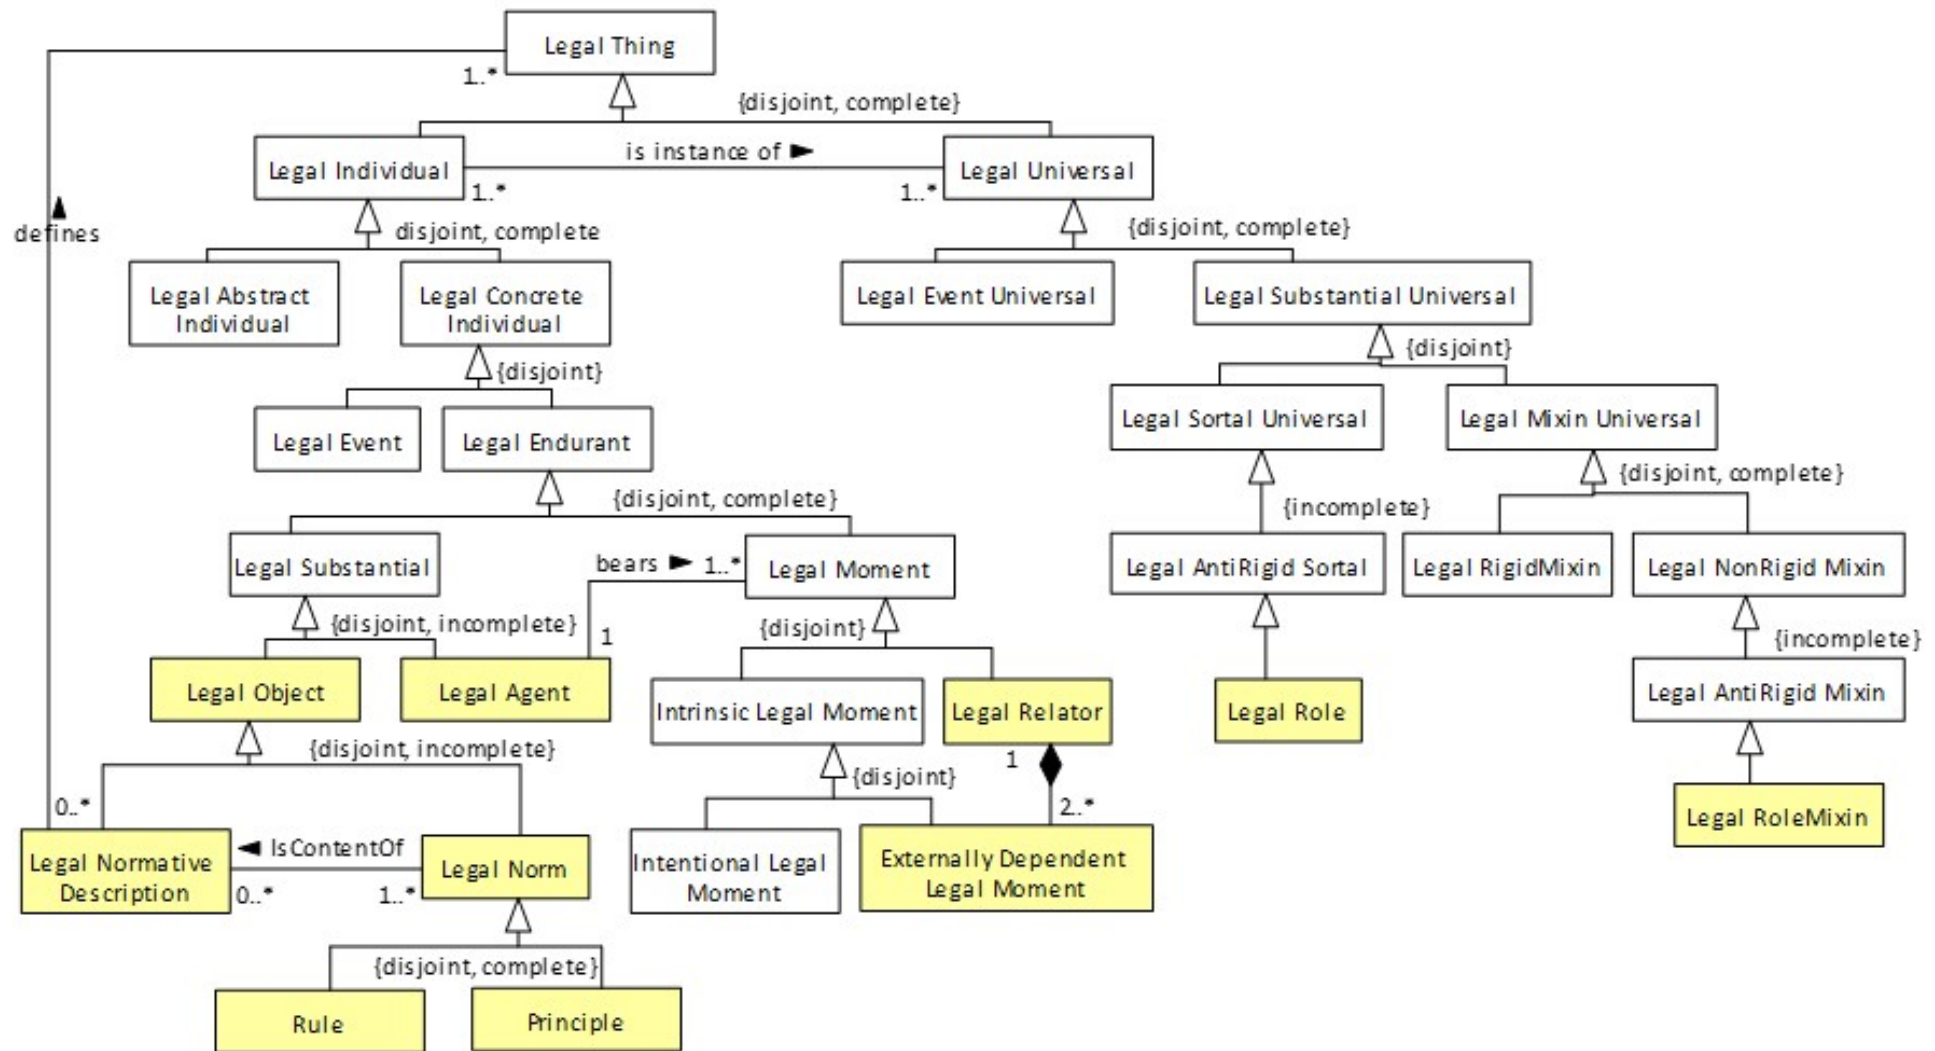 Legal Thing
1..*
{disjoint, complete}
Legal Individual
is instance of ►
Legal Universal
1..*
1..*
▲
defines
disjoint, complete
{disjoint, complete}
Legal Abstract
Individual
Legal Concrete
Individual
Legal Event Universal
Legal Substantial Universal
{disjoint}
{disjoint}
Legal Event
Legal Endurant
Legal Sortal Universal
Legal Mixin Universal
{disjoint, complete}
{incomplete}
{disjoint, complete}
Legal Substantial
bears ►
1..*
Legal Moment
Legal AntiRigid Sortal
Legal RigidMixin
Legal NonRigid Mixin
{disjoint, incomplete}
1
{disjoint}
{incomplete}
Legal Object
Legal Agent
Intrinsic Legal Moment
Legal Relator
Legal Role
Legal AntiRigid Mixin
{disjoint, incomplete}
1
{disjoint}
0..*
2..*
Legal RoleMixin
Legal Normative
Description
◄ IsContentOf
0..*
1..*
Legal Norm
Intentional Legal
Moment
Externally Dependent
Legal Moment
{disjoint, complete}
Rule
Principle